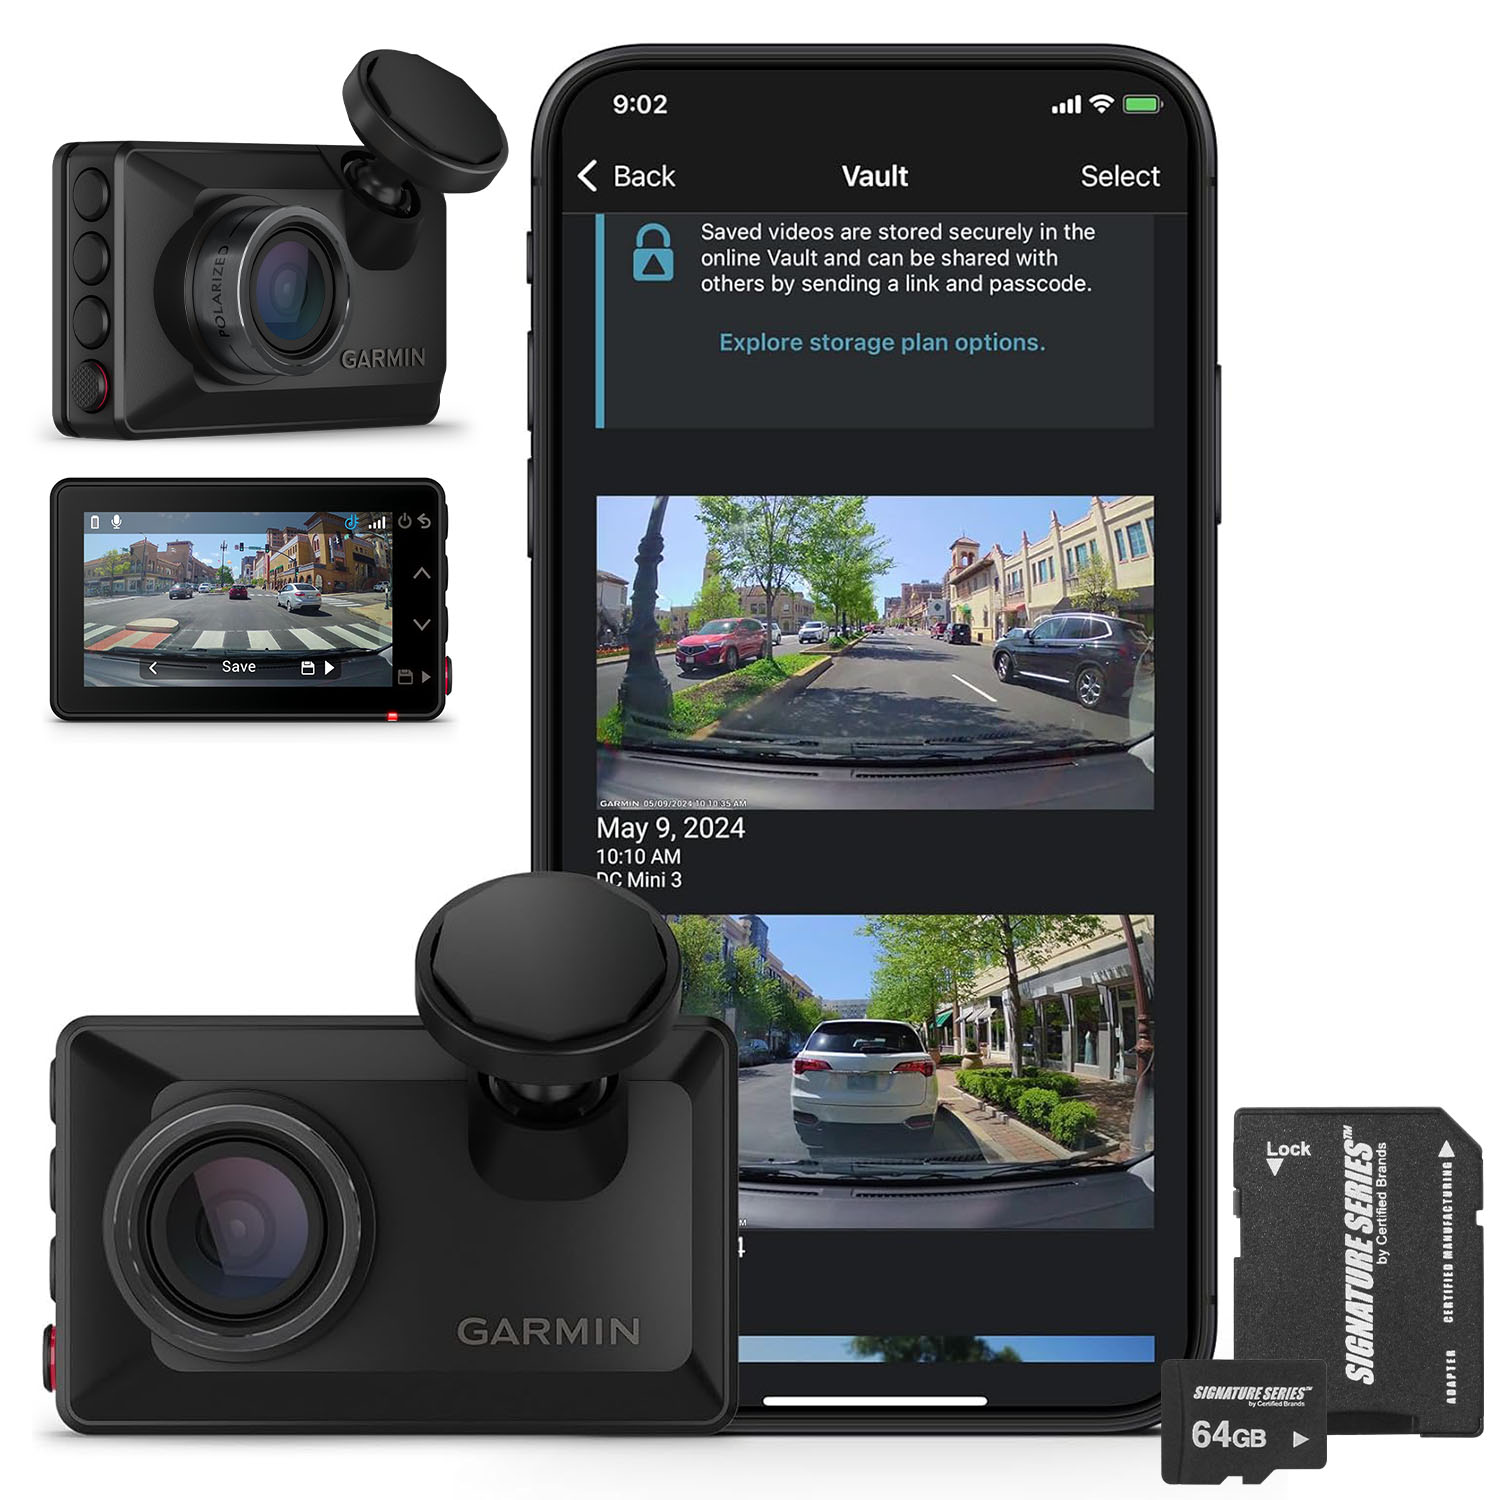 POLARIZED
GARMIN
Save
9:02
Back
Vault
Select
Saved videos are stored securely in the
online Vault and can be shared with
others by sending a link and passcode.
Explore storage plan options.
GARMIN 05/09/2024 10:10:35 AM
May 9, 2024
10:10 AM
DC Mini 3
M
4
GARMIN
Lock
SIGNATURE SERIES™
by Certified Brands
ADAPTER CERTIFIED MANUFACTURING
SIGNATURE SERIES™
by Certified Brands
64GB